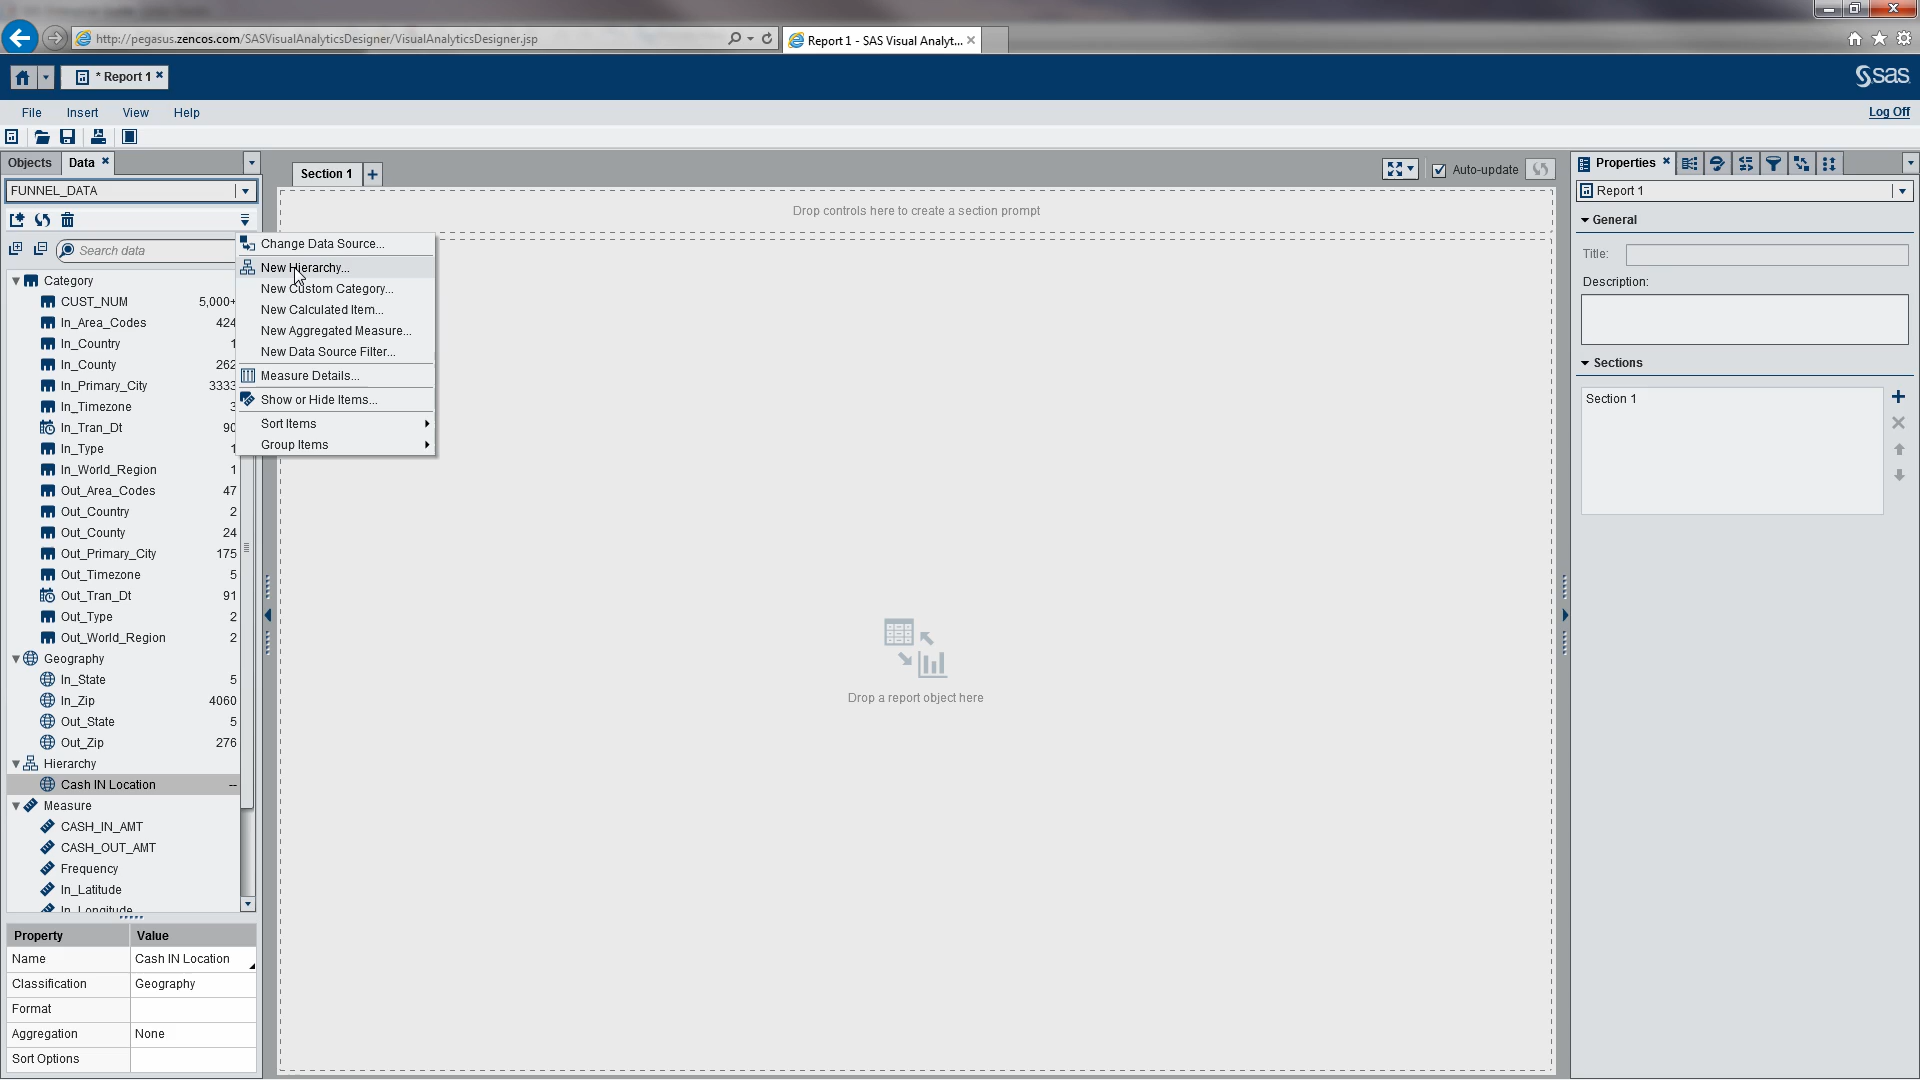 http://pegasus.zencos.com/SASVisualAnalyticsDesigner/VisualAnalyticsDesigner.jsp
Report 1 - SAS Visual Analyt...
* Report 1
sas
File Insert View Help
Log Off
Objects Data
FUNNEL_DATA
Search data
Category
CUST_NUM 5,000+
In_Area_Codes 424
In_Country 1
In_County 262
In_Primary_City 3333
In_Timezone 3
In_Tran_Dt 90
In_Type 1
In_World_Region 1
Out_Area_Codes 47
Out_Country 2
Out_County 24
Out_Primary_City 175
Out_Timezone 5
Out_Tran_Dt 91
Out_Type 2
Out_World_Region 2
Geography
In_State 5
In_Zip 4060
Out_State 5
Out_Zip 276
Hierarchy
Cash IN Location --
Measure
CASH_IN_AMT
CASH_OUT_AMT
Frequency
In_Latitude
In_Longitude
Property Value
Name Cash IN Location
Classification Geography
Format
Aggregation None
Sort Options
Change Data Source...
New Hierarchy...
New Custom Category...
New Calculated Item...
New Aggregated Measure...
New Data Source Filter...
Measure Details...
Show or Hide Items...
Sort Items
Group Items
Section 1
Auto-update
Drop controls here to create a section prompt
Drop a report object here
Properties
Report 1
General
Title:
Description:
Sections
Section 1